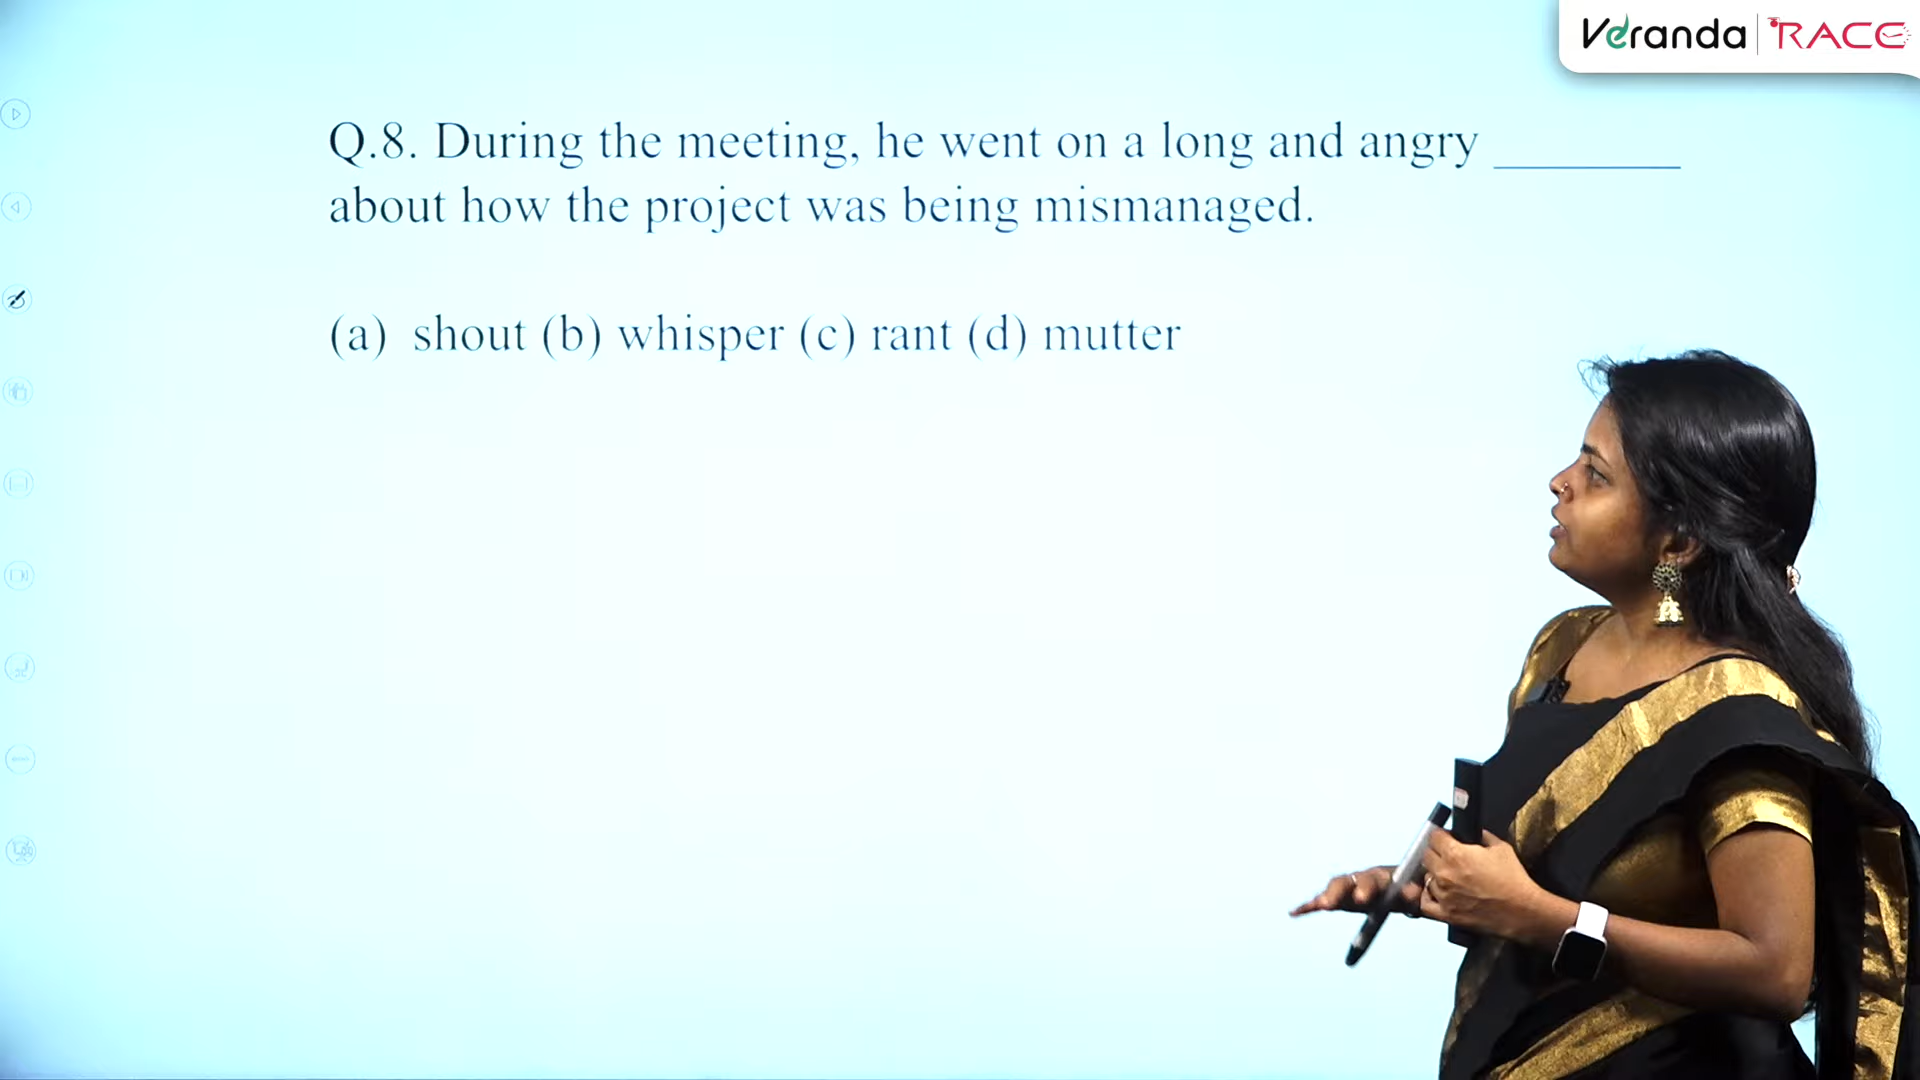 Veranda RACE
Q.8. During the meeting, he went on a long and angry ________
about how the project was being mismanaged.
(a) shout (b) whisper (c) rant (d) mutter